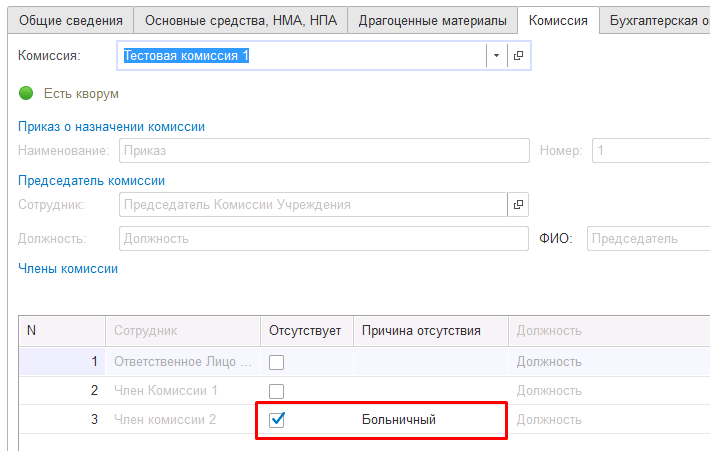 Общие сведения Основные средства, НМА, НПА Драгоценные материалы Комиссия Бухгалтерская о
Комиссия: Тестовая комиссия 1
Есть кворум
Приказ о назначении комиссии
Наименование: Приказ Номер: 1
Председатель комиссии
Сотрудник: Председатель Комиссии Учреждения
Должность: Должность ФИО: Председатель
Члены комиссии
N Сотрудник Отсутствует Причина отсутствия Должность
1 Ответственное Лицо ... Должность
2 Член Комиссии 1 Должность
3 Член комиссии 2 Больничный Должность